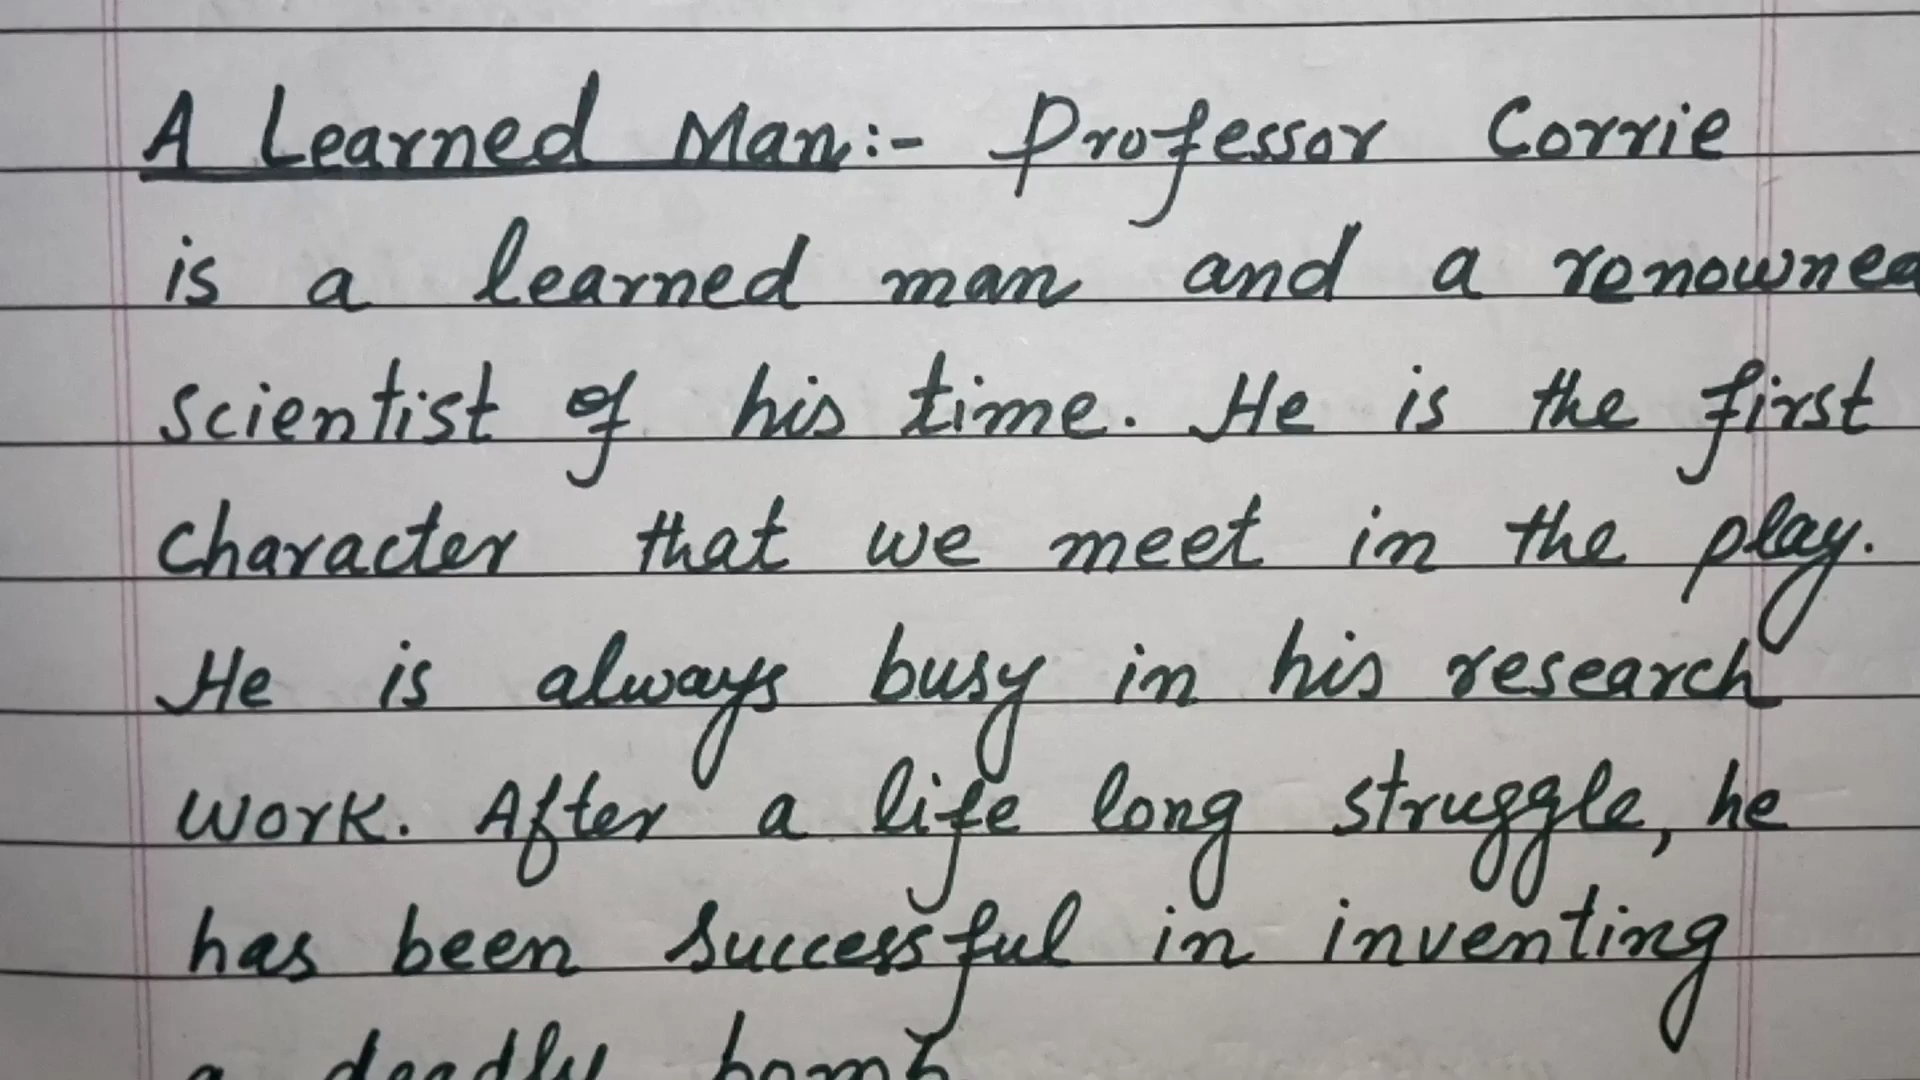 A Learned Man:- Professor Corrie
is a learned man and a renowned
scientist of his time. He is the first
character that we meet in the play.
He is always busy in his research
work. After a life long struggle, he
has been successful in inventing
a deadly bomb